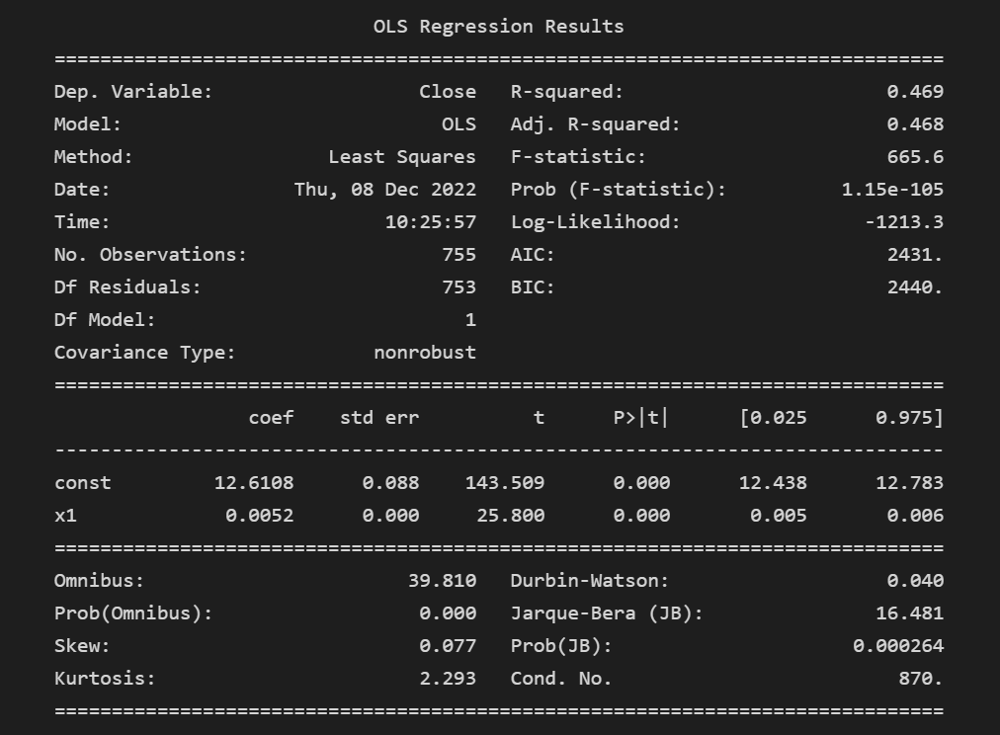 OLS Regression Results
==============================================================================
Dep. Variable:                  Close   R-squared:                       0.469
Model:                            OLS   Adj. R-squared:                  0.468
Method:                 Least Squares   F-statistic:                     665.6
Date:                Thu, 08 Dec 2022   Prob (F-statistic):          1.15e-105
Time:                        10:25:57   Log-Likelihood:                -1213.3
No. Observations:                 755   AIC:                             2431.
Df Residuals:                     753   BIC:                             2440.
Df Model:                           1
Covariance Type:            nonrobust
==============================================================================
                 coef    std err          t      P>|t|      [0.025      0.975]
------------------------------------------------------------------------------
const         12.6108      0.088    143.509      0.000      12.438      12.783
x1             0.0052      0.000     25.800      0.000       0.005       0.006
==============================================================================
Omnibus:                       39.810   Durbin-Watson:                   0.040
Prob(Omnibus):                  0.000   Jarque-Bera (JB):               16.481
Skew:                           0.077   Prob(JB):                     0.000264
Kurtosis:                       2.293   Cond. No.                         870.
==============================================================================